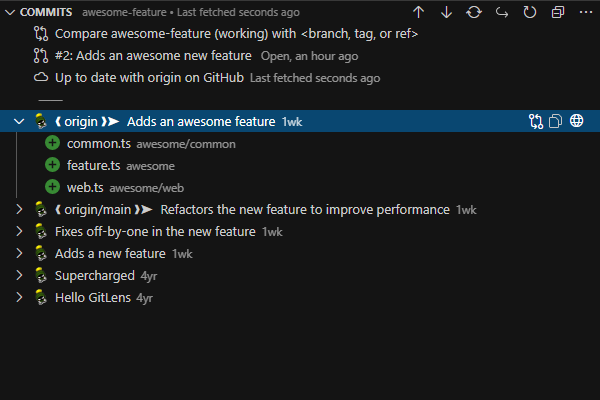 COMMITS awesome-feature • Last fetched seconds ago
Compare awesome-feature (working) with <branch, tag, or ref>
#2: Adds an awesome new feature Open, an hour ago
Up to date with origin on GitHub Last fetched seconds ago
❰ origin ❱➤ Adds an awesome feature 1wk
common.ts awesome/common
feature.ts awesome
web.ts awesome/web
❰ origin/main ❱➤ Refactors the new feature to improve performance 1wk
Fixes off-by-one in the new feature 1wk
Adds a new feature 1wk
Supercharged 4yr
Hello GitLens 4yr